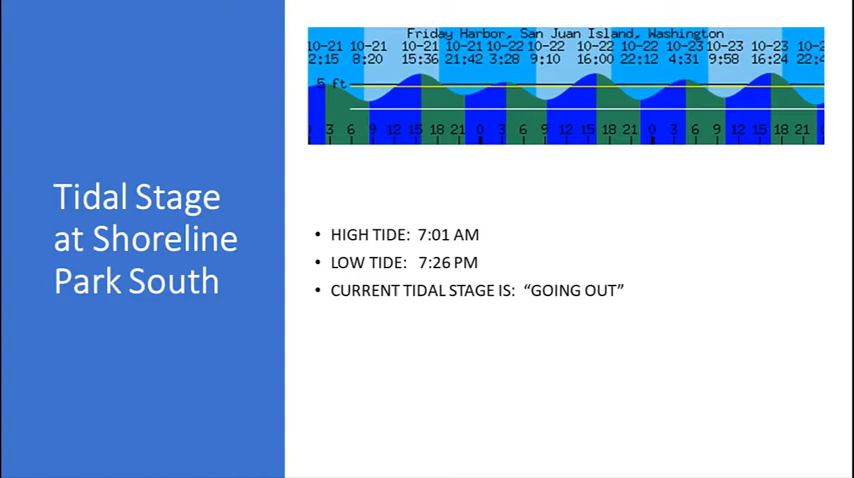 Friday Harbor, San Juan Island, Washington
10-21 10-21 10-21 10-21 10-22 10-22 10-22 10-22 10-23 10-23 10-23 10-2
2:15 8:20 15:36 21:42 3:28 9:10 16:00 22:12 4:31 9:58 16:24 22:4
5 ft
3 6 9 12 15 18 21 0 3 6 9 12 15 18 21 0 3 6 9 12 15 18 21
Tidal Stage
at Shoreline
Park South
• HIGH TIDE: 7:01 AM
• LOW TIDE: 7:26 PM
• CURRENT TIDAL STAGE IS: “GOING OUT”